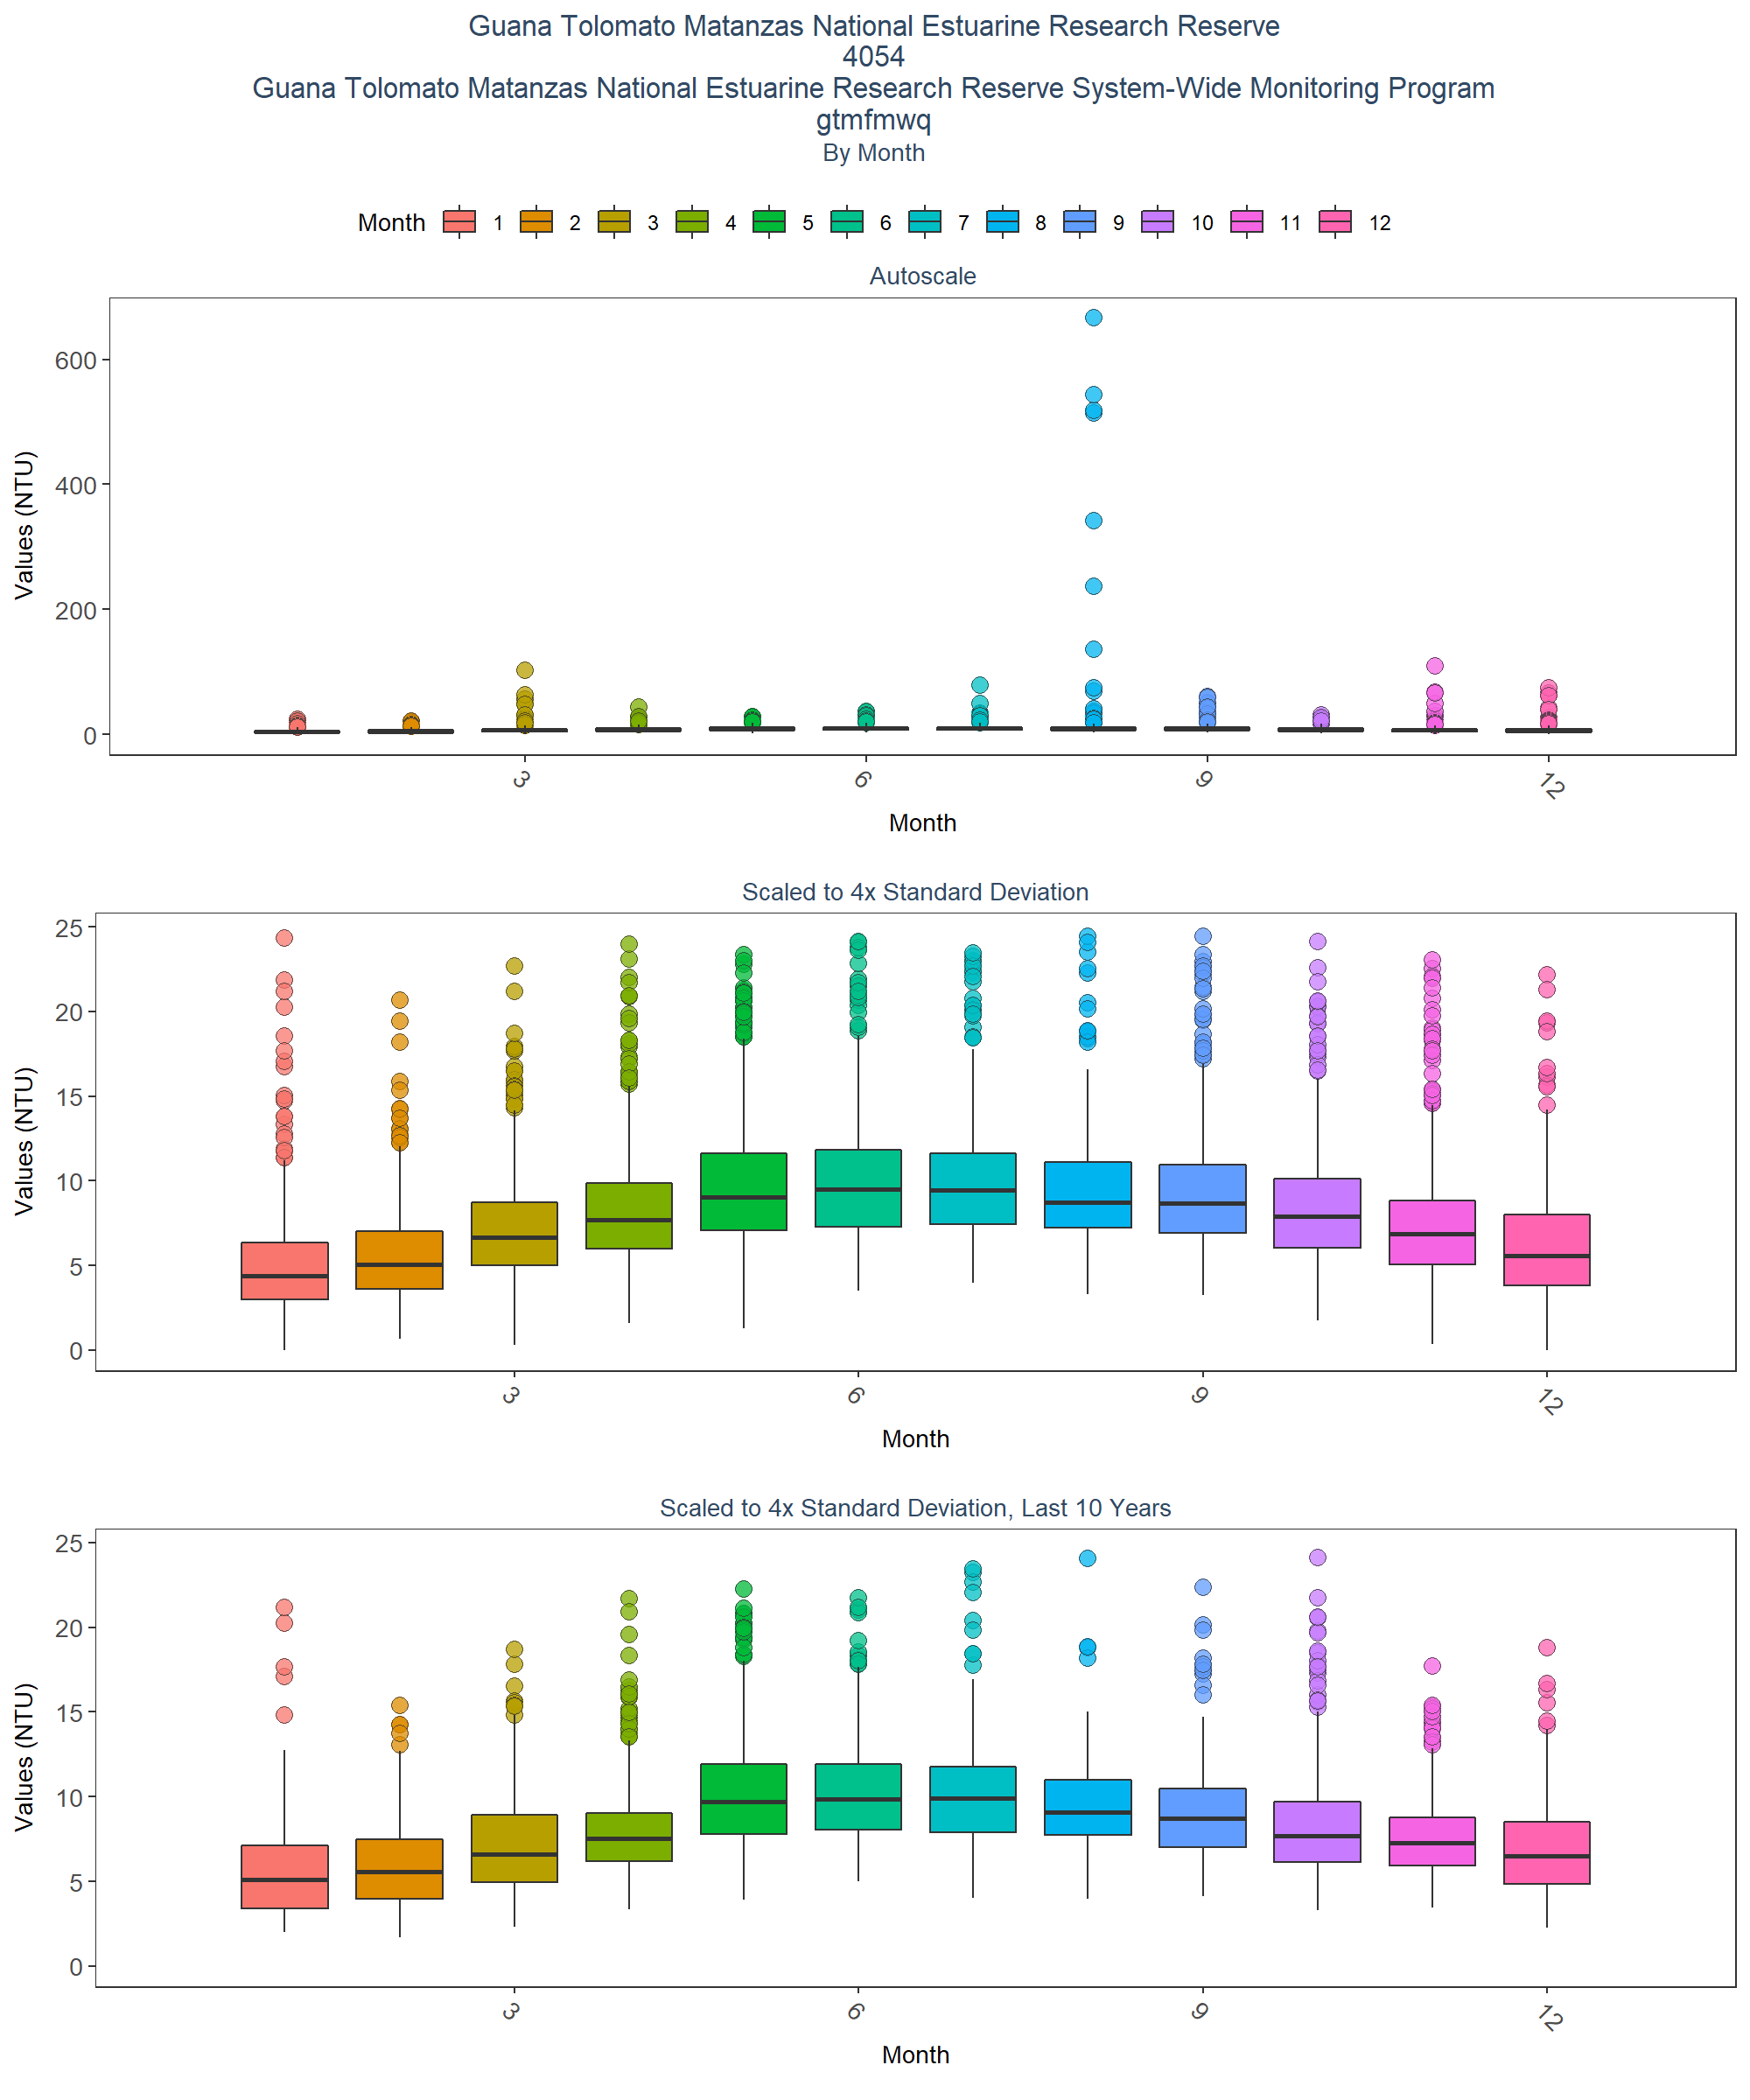 Guana Tolomato Matanzas National Estuarine Research Reserve
4054
Guana Tolomato Matanzas National Estuarine Research Reserve System-Wide Monitoring Program
gtmfmwq
By Month
Month 1 2 3 4 5 6 7 8 9 10 11 12
Autoscale
Values (NTU)
600
400
200
0
3 6 9 12
Month
Scaled to 4x Standard Deviation
Values (NTU)
25
20
15
10
5
0
3 6 9 12
Month
Scaled to 4x Standard Deviation, Last 10 Years
Values (NTU)
25
20
15
10
5
0
3 6 9 12
Month